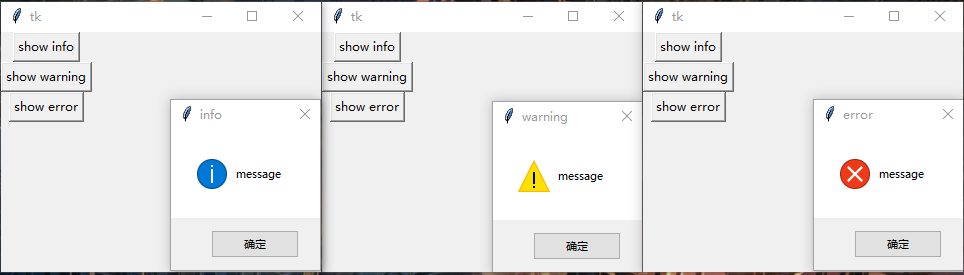 tk
show info
show warning
show error
info
message
确定
tk
show info
show warning
show error
warning
message
确定
tk
show info
show warning
show error
error
message
确定